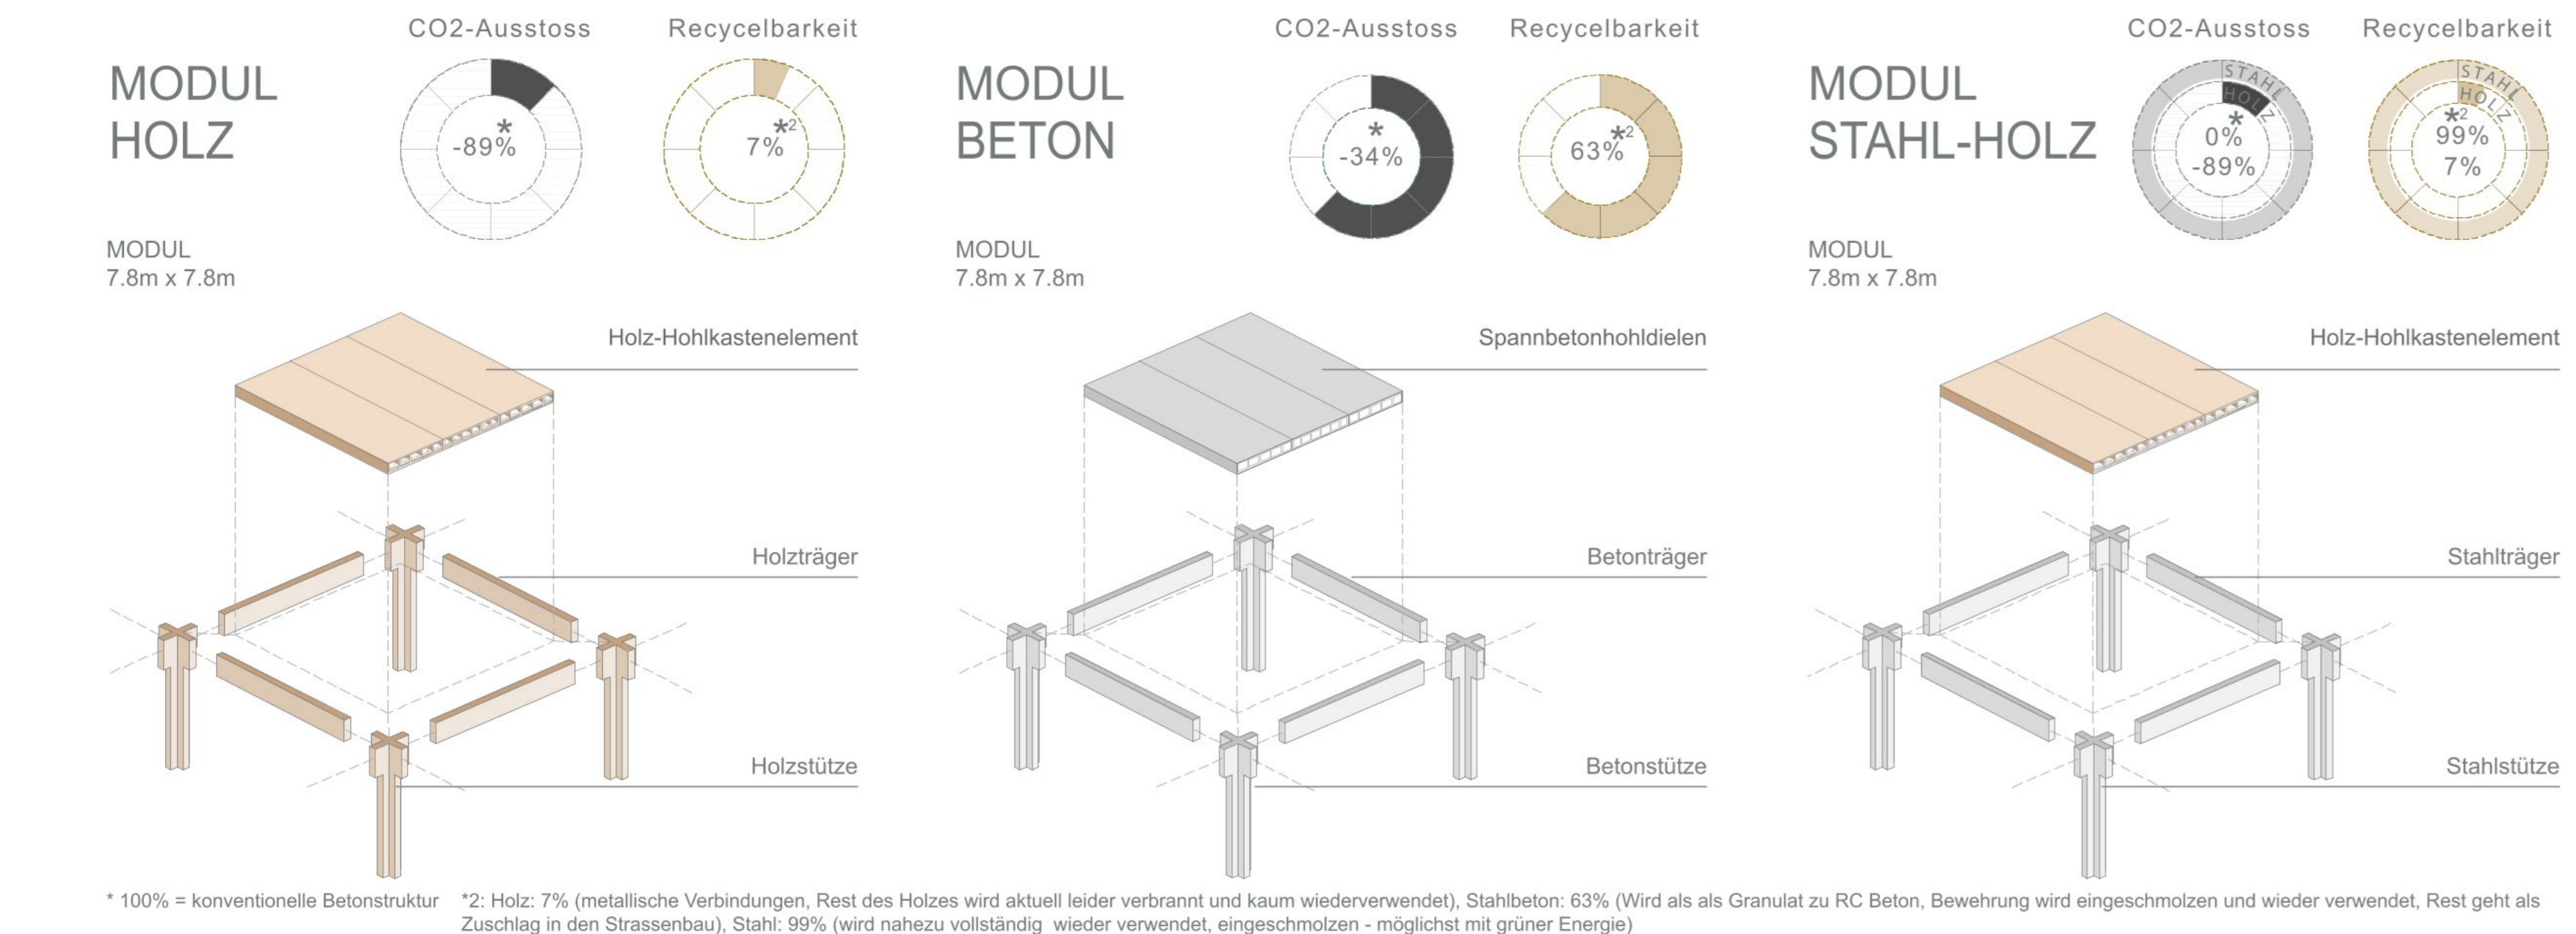 CO2-Ausstoss
Recycelbarkeit
MODUL
HOLZ
*
-89%
*2
7%
MODUL
7.8m x 7.8m
Holz-Hohlkastenelement
Holzträger
Holzstütze
CO2-Ausstoss
Recycelbarkeit
MODUL
BETON
*
-34%
*2
63%
MODUL
7.8m x 7.8m
Spannbetonhohldielen
Betonträger
Betonstütze
CO2-Ausstoss
Recycelbarkeit
MODUL
STAHL-HOLZ
STAHL
HOLZ
*
0%
-89%
STAHL
HOLZ
*2
99%
7%
MODUL
7.8m x 7.8m
Holz-Hohlkastenelement
Stahlträger
Stahlstütze
* 100% = konventionelle Betonstruktur
*2: Holz: 7% (metallische Verbindungen, Rest des Holzes wird aktuell leider verbrannt und kaum wiederverwendet), Stahlbeton: 63% (Wird als als Granulat zu RC Beton, Bewehrung wird eingeschmolzen und wieder verwendet, Rest geht als
Zuschlag in den Strassenbau), Stahl: 99% (wird nahezu vollständig wieder verwendet, eingeschmolzen - möglichst mit grüner Energie)